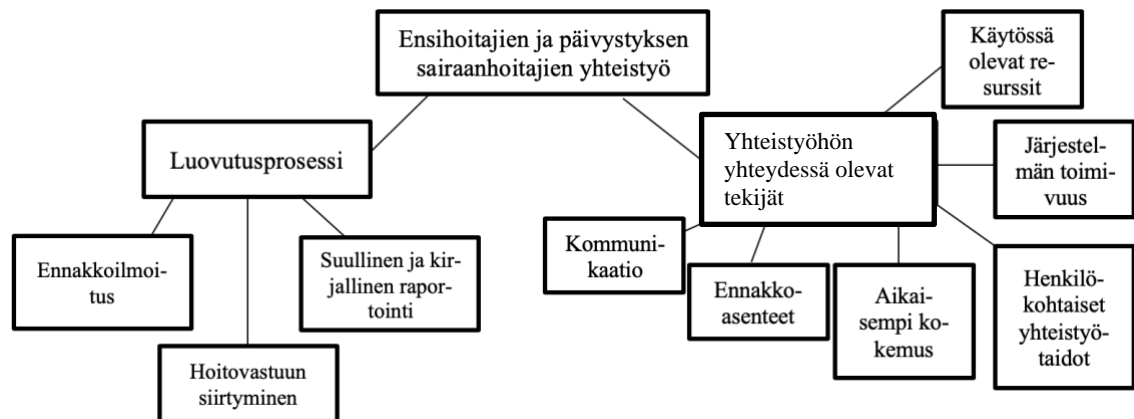 Ensihoitajien ja päivystyksen
sairaanhoitajien yhteistyö
Käytössä
olevat re-
surssit
Luovutusprosessi
Yhteistyöhön
yhteydessä olevat
tekijät
Järjestel-
män toimi-
vuus
Ennakkoilmoi-
tus
Suullinen ja kir-
jallinen rapor-
tointi
Hoitovastuun
siirtyminen
Kommuni-
kaatio
Ennakko-
asenteet
Aikai-
sempi ko-
kemus
Henkilö-
kohtaiset
yhteistyö-
taidot